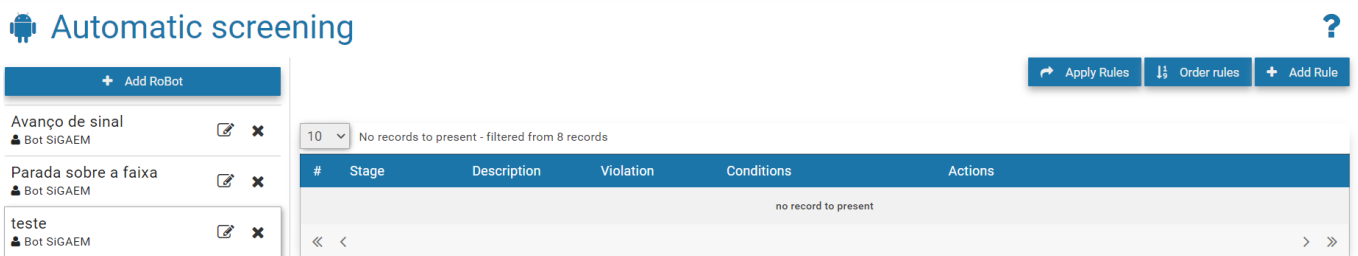 Automatic screening
?
+ Add RoBot
Apply Rules
Order rules
+ Add Rule
Avanço de sinal
Bot SiGAEM
Parada sobre a faixa
Bot SiGAEM
teste
Bot SiGAEM
10 No records to present - filtered from 8 records
# Stage Description Violation Conditions Actions
no record to present